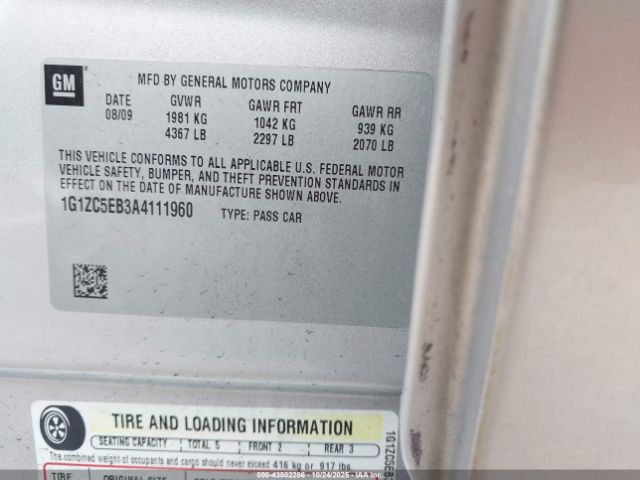 GM
MFD BY GENERAL MOTORS COMPANY
DATE GVWR GAWR FRT GAWR RR
08/09 1981 KG 1042 KG 939 KG
4367 LB 2297 LB 2070 LB
THIS VEHICLE CONFORMS TO ALL APPLICABLE U.S. FEDERAL MOTOR
VEHICLE SAFETY, BUMPER, AND THEFT PREVENTION STANDARDS IN
EFFECT ON THE DATE OF MANUFACTURE SHOWN ABOVE.
1G1ZC5EB3A4111960 TYPE: PASS CAR
TIRE AND LOADING INFORMATION
SEATING CAPACITY TOTAL 5 FRONT 2 REAR 3
The combined weight of occupants and cargo should never exceed 416 kg or 917 lbs.
TIRE ORIGINAL SIZE
1G1ZC5EB
#: 43502286 - 10/24/2025 - IAA Inc.